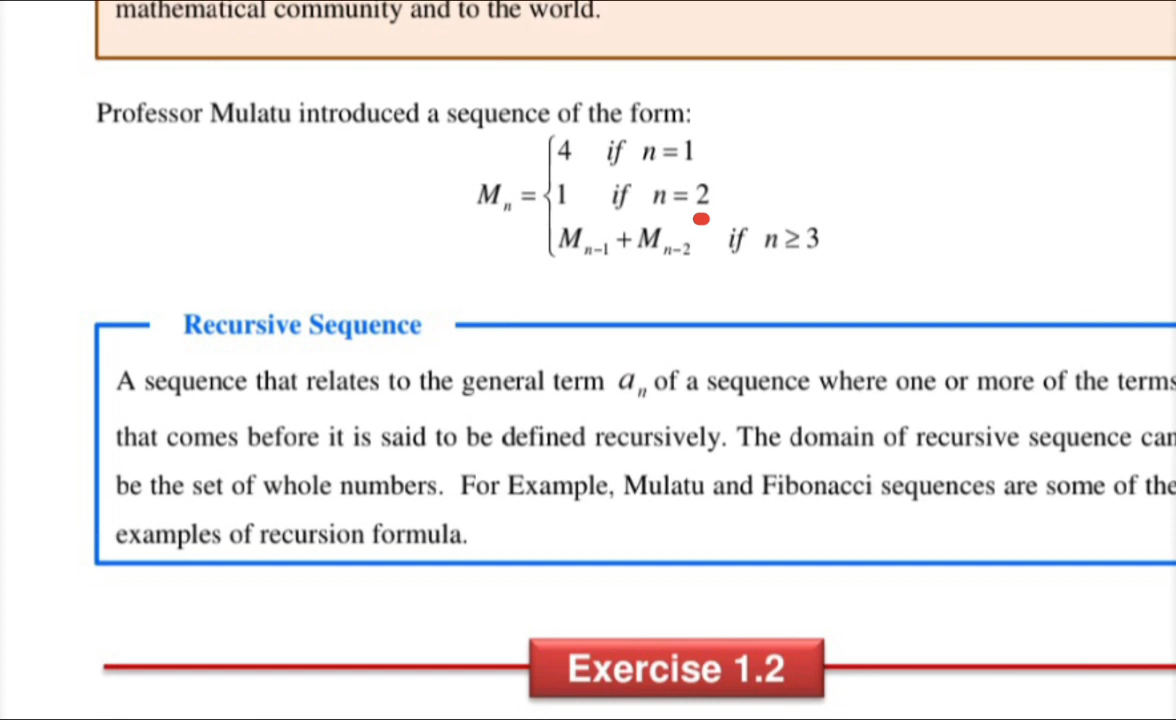 mathematical community and to the world.
Professor Mulatu introduced a sequence of the form:
4 if n = 1
Mₙ = { 1 if n = 2
Mₙ₋₁ + Mₙ₋₂ if n ≥ 3
Recursive Sequence
A sequence that relates to the general term aₙ of a sequence where one or more of the terms
that comes before it is said to be defined recursively. The domain of recursive sequence can
be the set of whole numbers. For Example, Mulatu and Fibonacci sequences are some of the
examples of recursion formula.
Exercise 1.2